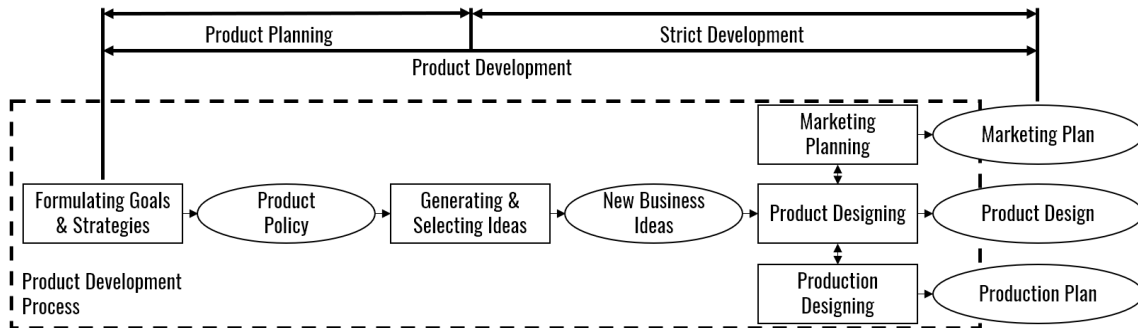 Product Planning
Strict Development
Product Development
Marketing
Planning
Marketing Plan
Formulating Goals
& Strategies
Product
Policy
Generating &
Selecting Ideas
New Business
Ideas
Product Designing
Product Design
Product Development
Process
Production
Designing
Production Plan